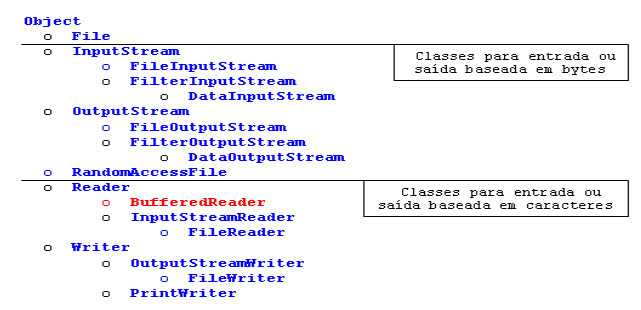 Object
o File
o InputStream
o FileInputStream
o FilterInputStream
o DataInputStream
Classes para entrada ou
saída baseada em bytes
o OutputStream
o FileOutputStream
o FilterOutputStream
o DataOutputStream
o RandomAccessFile
o Reader
o BufferedReader
o InputStreamReader
o FileReader
Classes para entrada ou
saída baseada em caracteres
o Writer
o OutputStreamWriter
o FileWriter
o PrintWriter